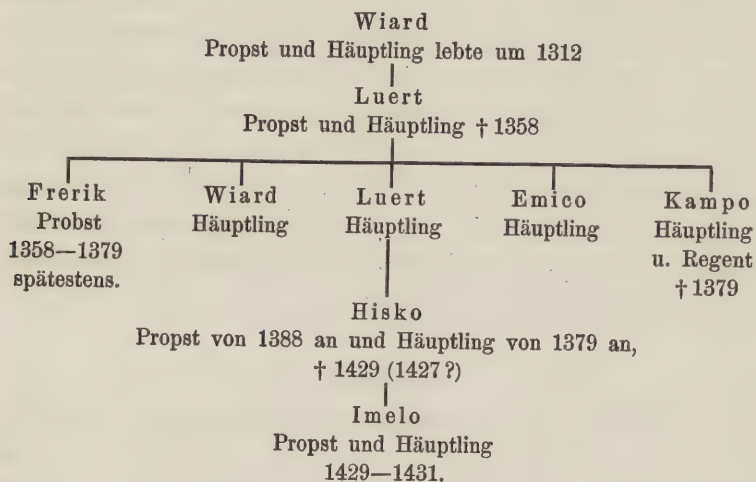 Wiard
Propst und Häuptling lebte um 1312
Luert
Propst und Häuptling † 1358
Frerik
Probst
1358—1379
spätestens.
Wiard
Häuptling
Luert
Häuptling
Emico
Häuptling
Kampo
Häuptling
u. Regent
† 1379
Hisko
Propst von 1388 an und Häuptling von 1379 an,
† 1429 (1427 ?)
Imelo
Propst und Häuptling
1429—1431.